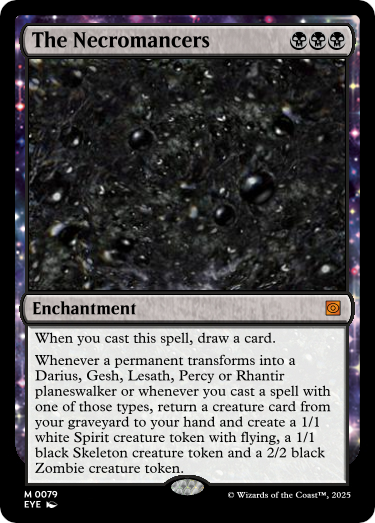 The Necromancers
Enchantment
When you cast this spell, draw a card.
Whenever a permanent transforms into a
Darius, Gesh, Lesath, Percy or Rhantir
planeswalker or whenever you cast a spell with
one of those types, return a creature card from
your graveyard to your hand and create a 1/1
white Spirit creature token with flying, a 1/1
black Skeleton creature token and a 2/2 black
Zombie creature token.
M 0079
EYE
© Wizards of the Coast™, 2025